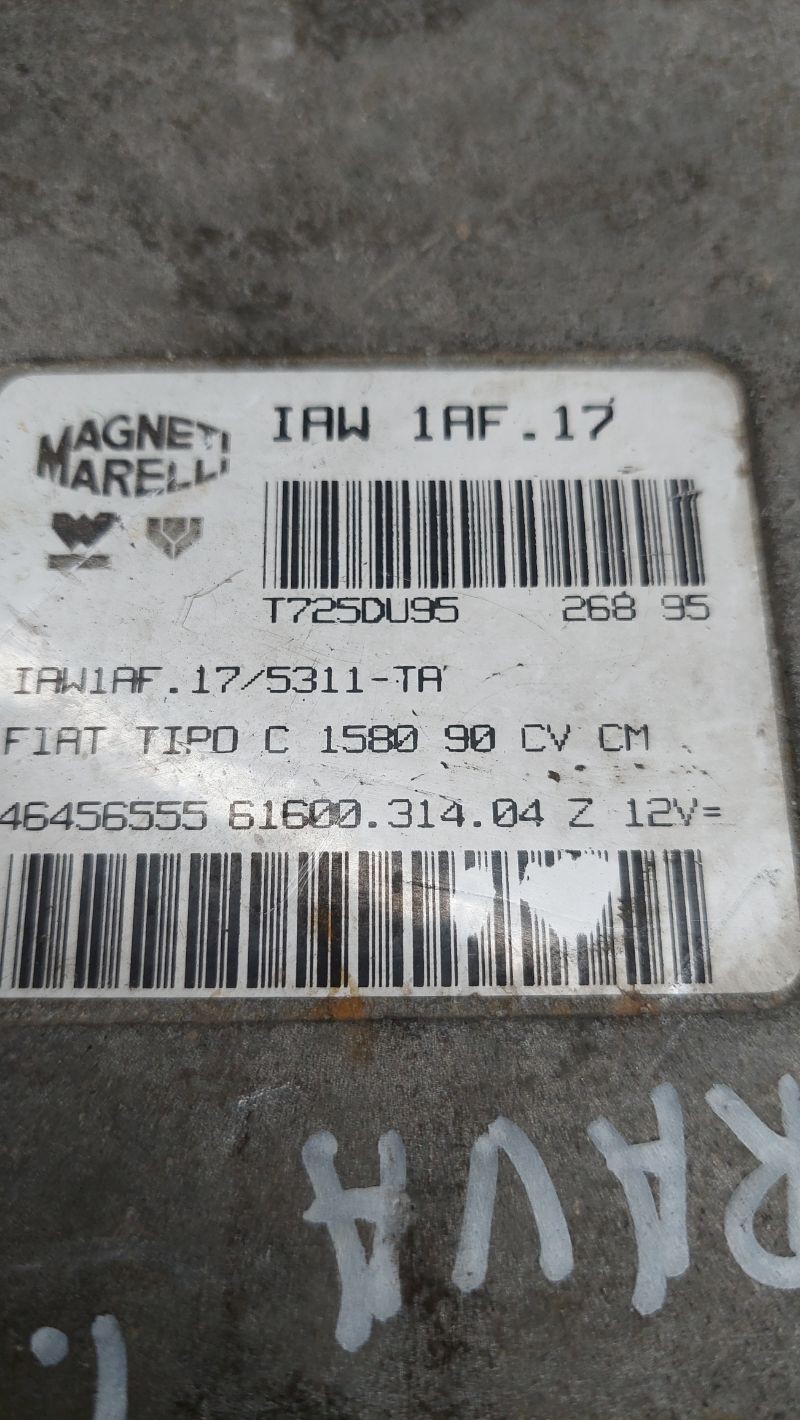 MAGNETI
MARELLI
IAW 1AF.17
T725DU95 268 95
IAW1AF.17/5311-TA
FIAT TIPO C 1580 90 CV CM
46456555 61600.314.04 Z 12V=
RAVA